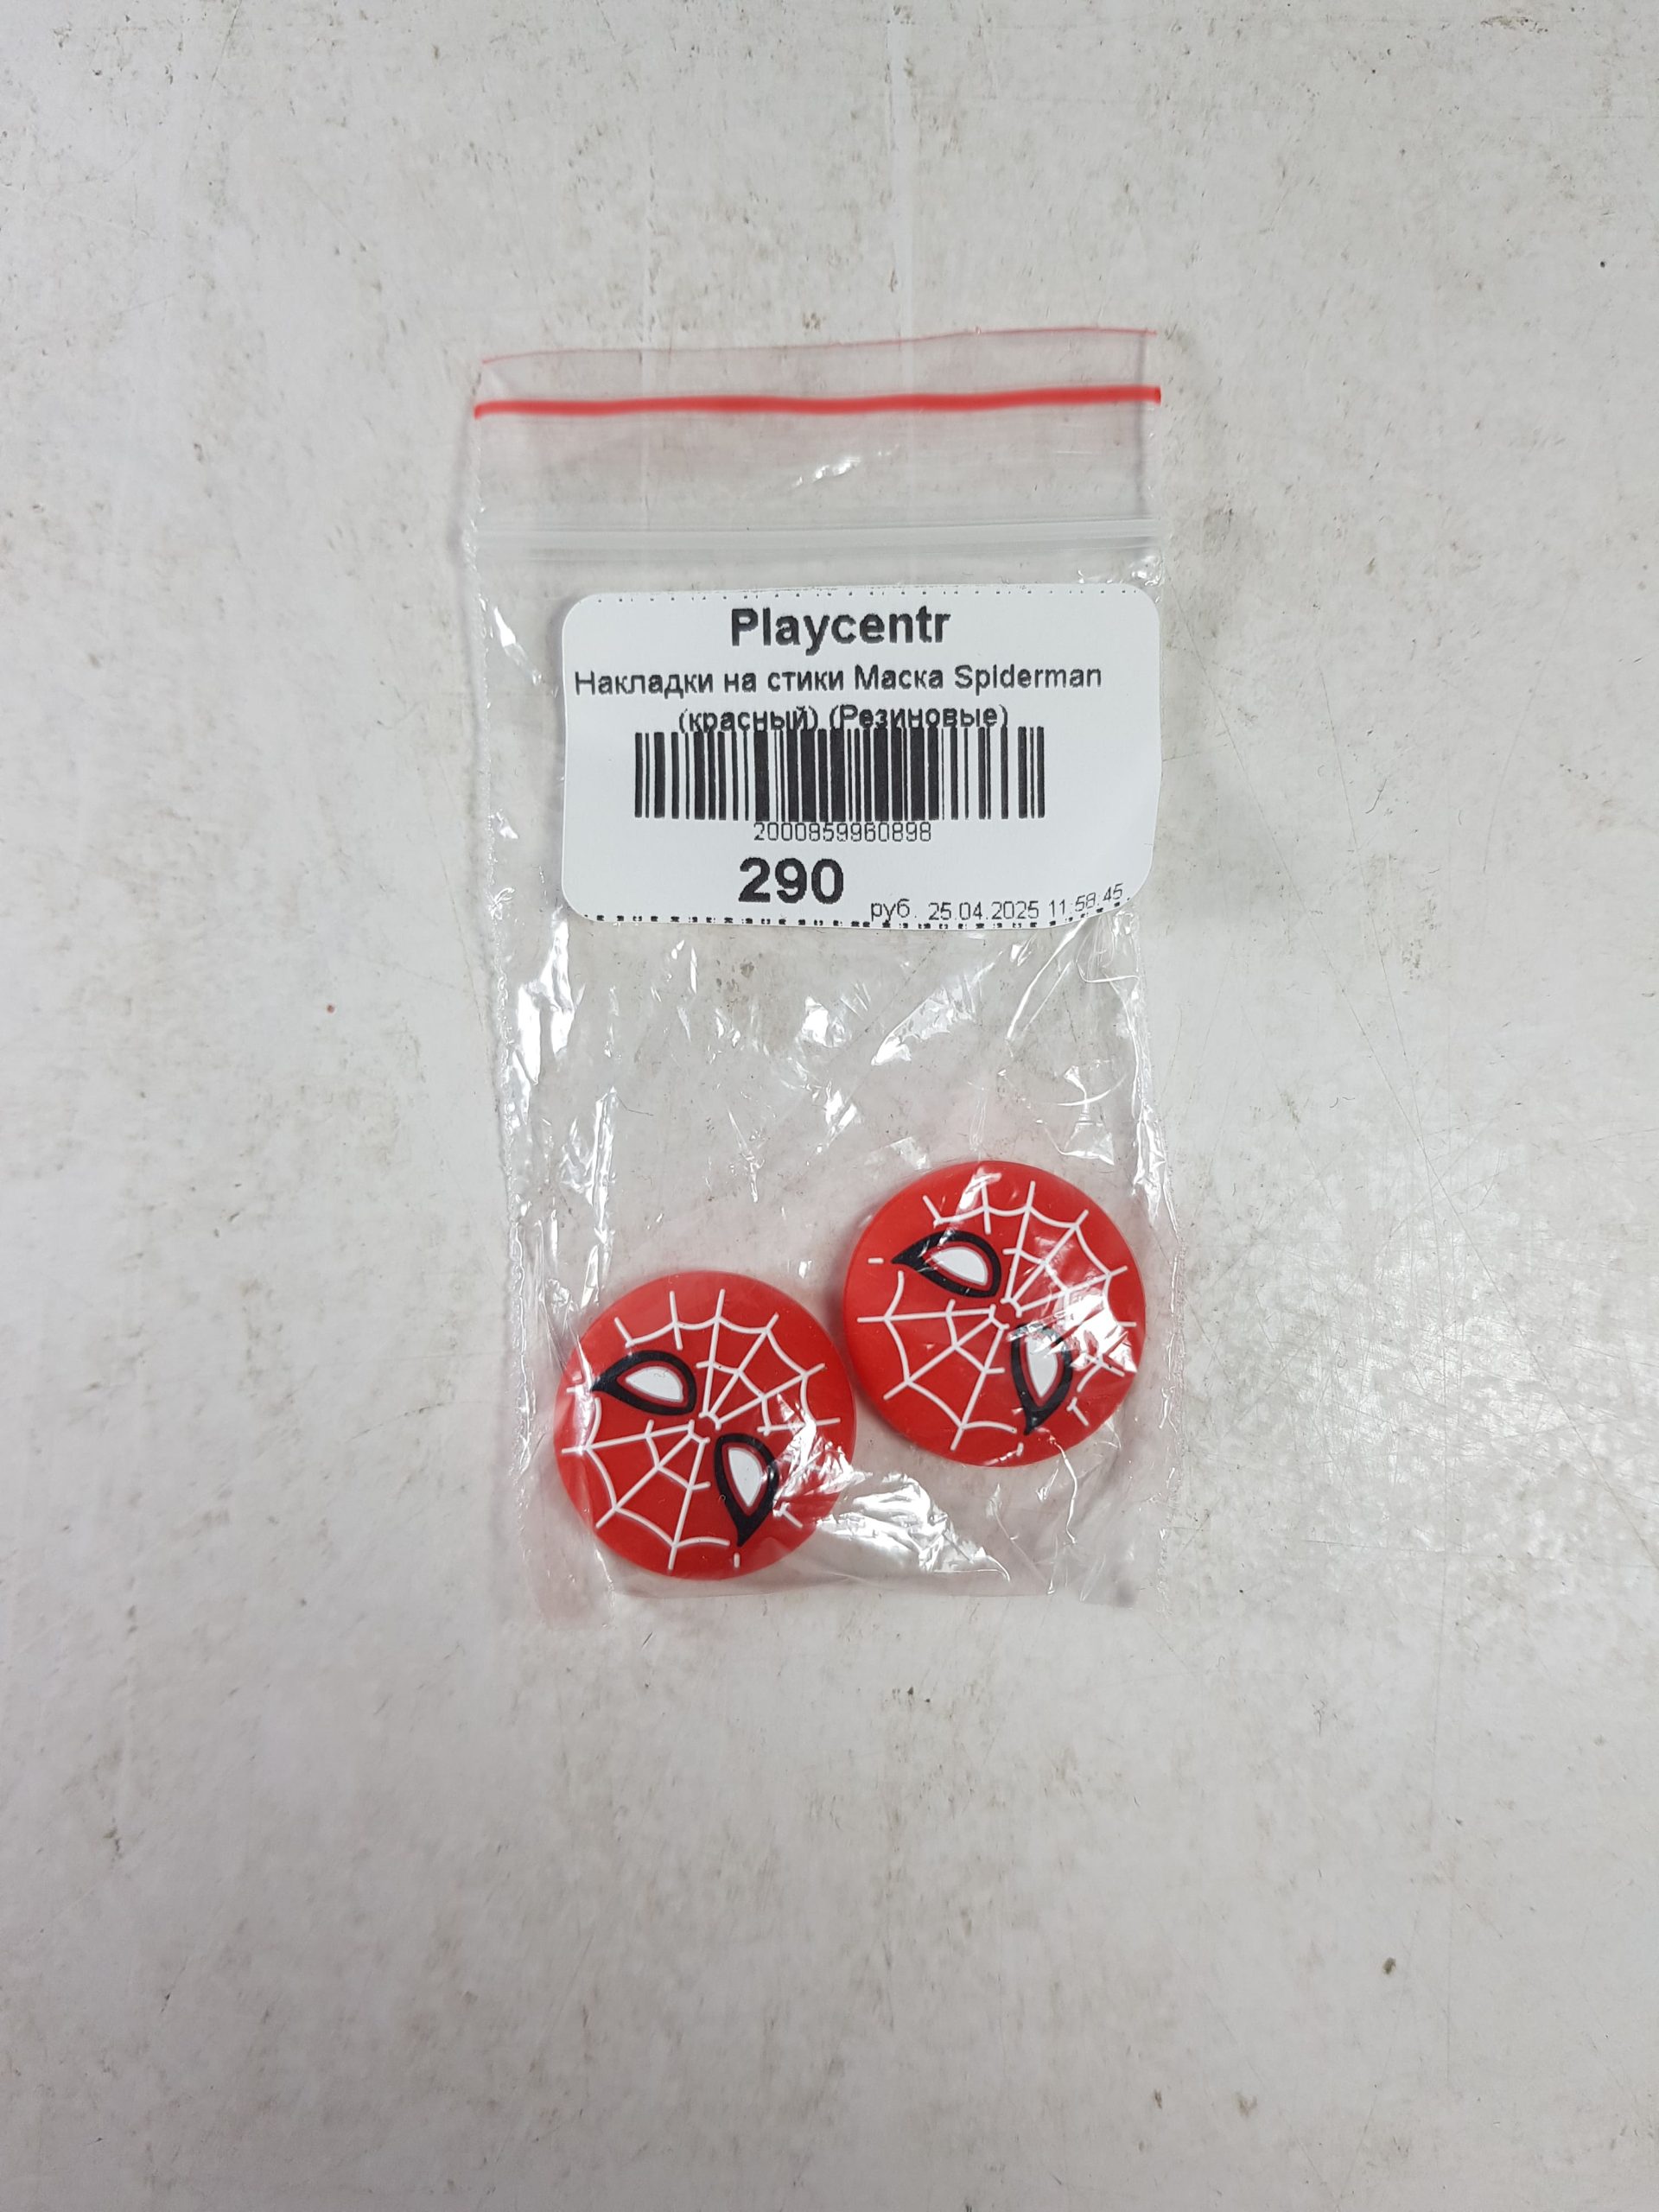 Playcentr
Накладки на стики Маска Spiderman
(красный) (Резиновые)
2000859960898
290
руб. 25.04.2025 11:58:45